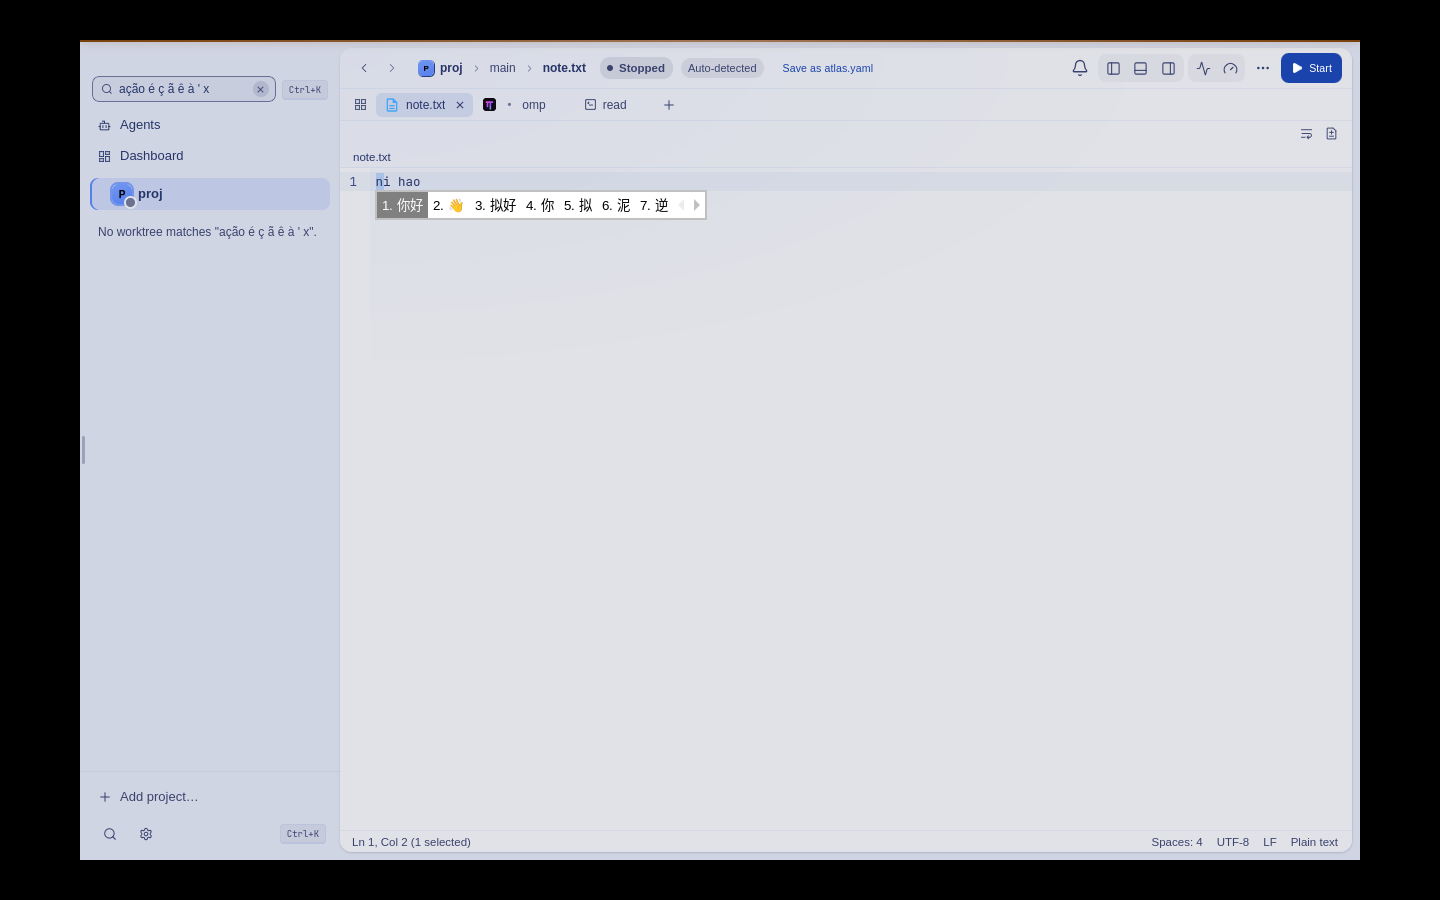 ação é ç ã ê à ' x
Ctrl+K
Agents
Dashboard
P proj
No worktree matches "ação é ç ã ê à ' x".
Add project…
Ctrl+K
P proj main note.txt Stopped Auto-detected Save as atlas.yaml Start
note.txt omp read
note.txt
1 ni hao
1. 你好 2. 👋 3. 拟好 4. 你 5. 拟 6. 泥 7. 逆
Ln 1, Col 2 (1 selected) Spaces: 4 UTF-8 LF Plain text